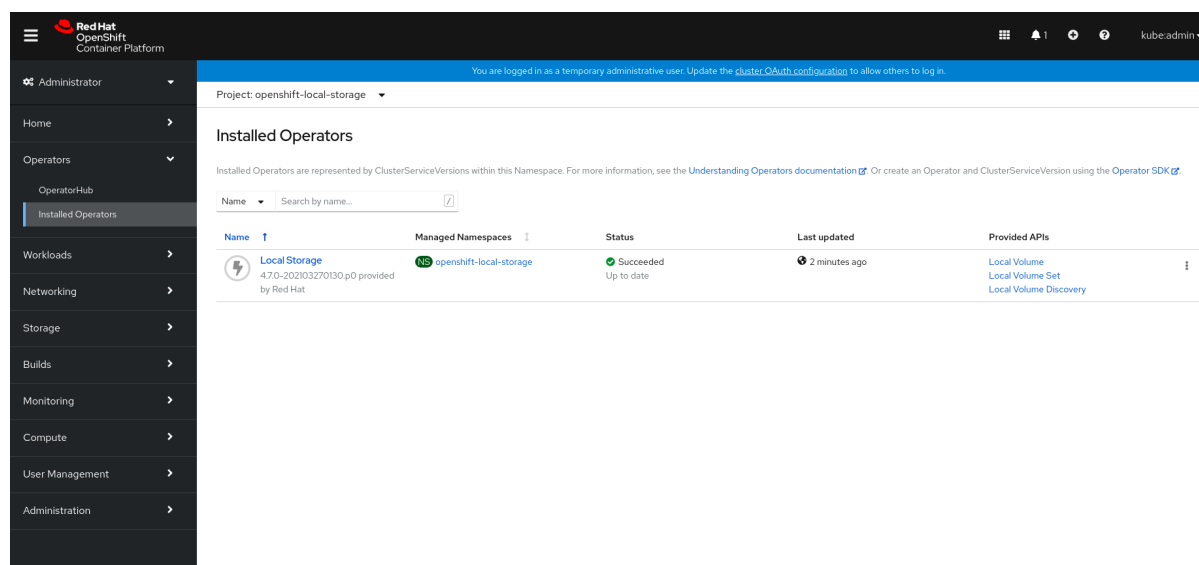 Red Hat
OpenShift
Container Platform
1
kube:admin
Administrator
Home
Operators
OperatorHub
Installed Operators
Workloads
Networking
Storage
Builds
Monitoring
Compute
User Management
Administration
You are logged in as a temporary administrative user. Update the cluster OAuth configuration to allow others to log in.
Project: openshift-local-storage
Installed Operators
Installed Operators are represented by ClusterServiceVersions within this Namespace. For more information, see the Understanding Operators documentation. Or create an Operator and ClusterServiceVersion using the Operator SDK.
Name Search by name... /
Name Managed Namespaces Status Last updated Provided APIs
Local Storage NS openshift-local-storage Succeeded 2 minutes ago Local Volume
4.7.0-202103270130.p0 provided Up to date Local Volume Set
by Red Hat Local Volume Discovery